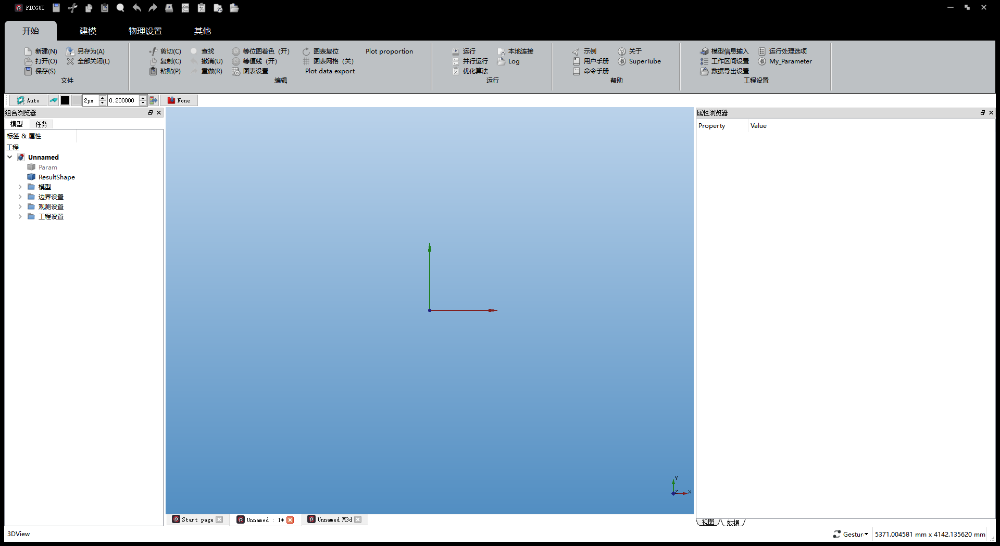 PICGUI
开始 建模 物理设置 其他
新建(N) 另存为(A) 剪切(C) 查找 等位图着色（开） 图表复位 Plot proportion 运行 本地连接 示例 关于 模型信息输入 运行处理选项
打开(O) 全部关闭(L) 复制(C) 撤消(U) 等值线（开） 图表网格（关） 并行运行 Log 用户手册 SuperTube 工作区间设置 My_Parameter
保存(S) 粘贴(P) 重做(R) 图表设置 Plot data export 优化算法 命令手册 数据导出设置
文件 编辑 运行 帮助 工程设置
Auto 2px 0.200000 None
组合浏览器 属性浏览器
模型 任务
Property Value
标签 & 属性
工程
Unnamed
Param
ResultShape
模型
边界设置
观测设置
工程设置
Y
Z X
Start page Unnamed : 1* Unnamed M3d
视图 数据
3DView Gestur 5371.004581 mm x 4142.135620 mm